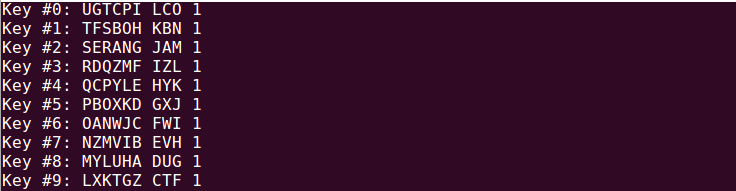 Key #0: UGTCPI LCO 1
Key #1: TFSBOH KBN 1
Key #2: SERANG JAM 1
Key #3: RDQZMF IZL 1
Key #4: QCPYLE HYK 1
Key #5: PBOXKD GXJ 1
Key #6: OANWJC FWI 1
Key #7: NZMVIB EVH 1
Key #8: MYLUHA DUG 1
Key #9: LXKTGZ CTF 1